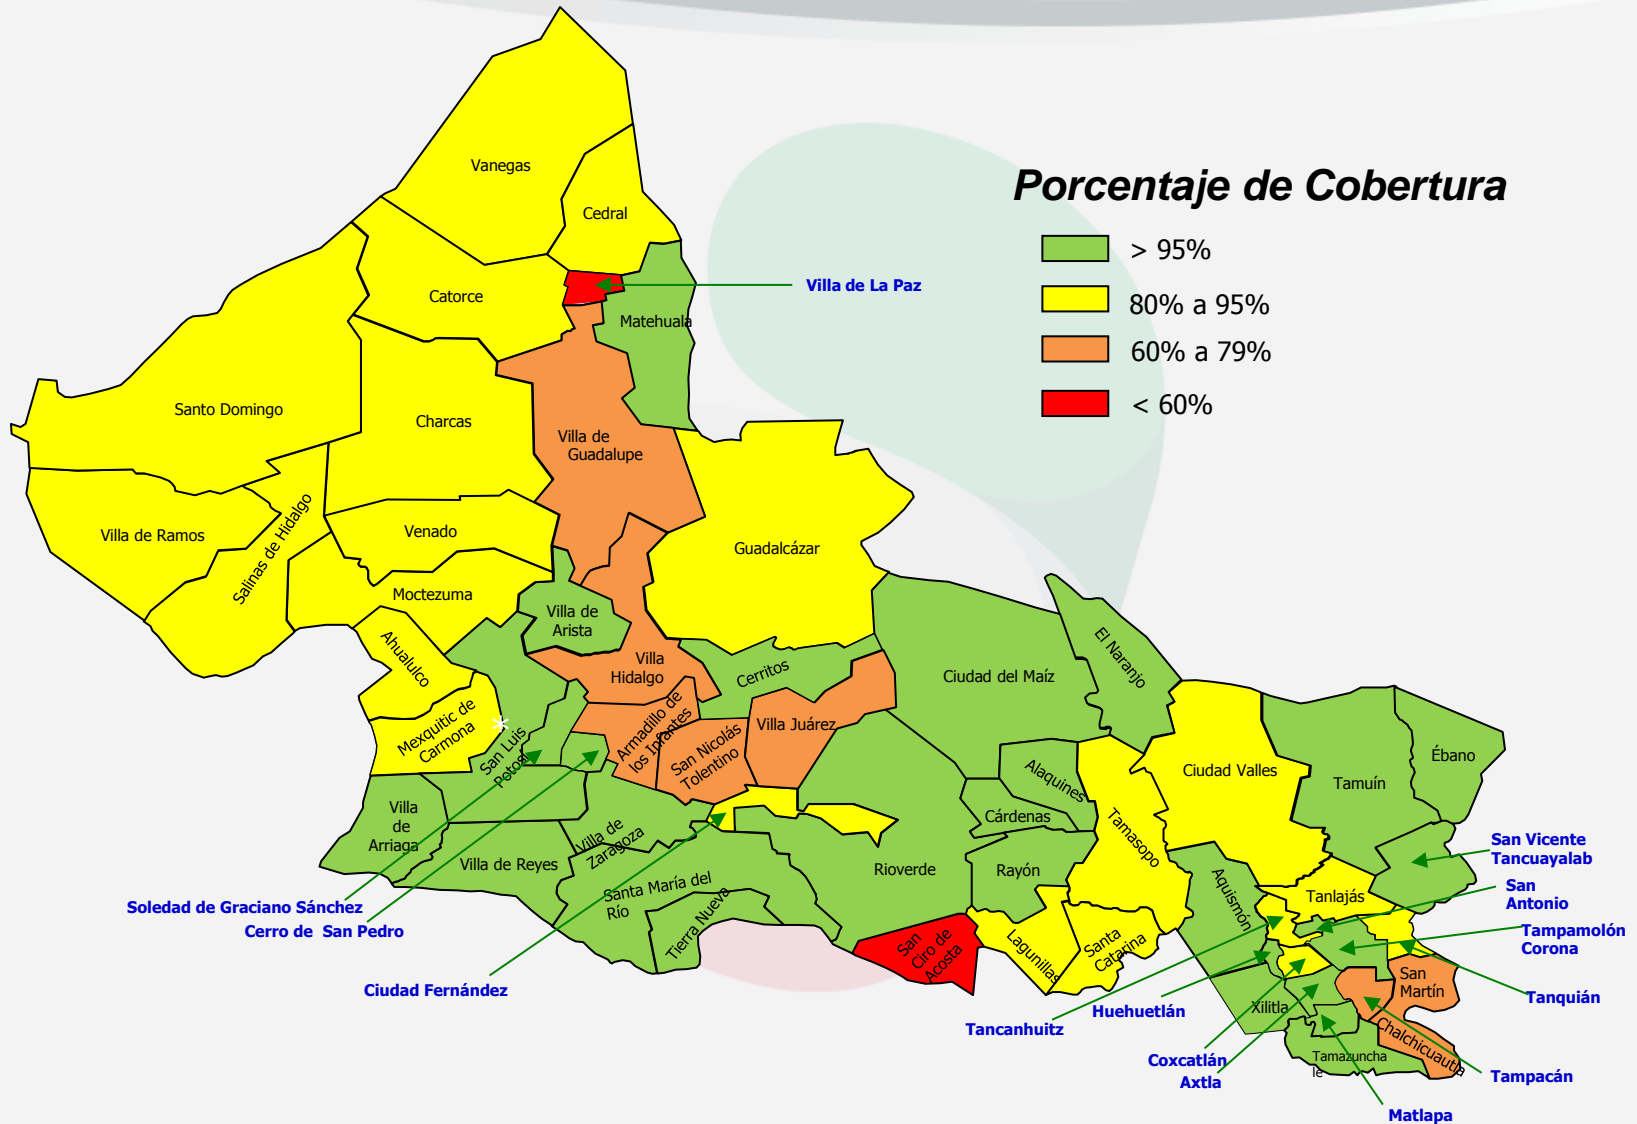 Porcentaje de Cobertura
> 95%
80% a 95%
60% a 79%
< 60%
Vanegas
Cedral
Catorce
Villa de La Paz
Matehuala
Santo Domingo
Charcas
Villa de
Guadalupe
Villa de Ramos
Salinas de Hidalgo
Venado
Guadalcázar
Moctezuma
Villa de
Arista
Ahualulco
Villa
Hidalgo
Cerritos
Ciudad del Maíz
El Naranjo
Mexquitic de
Carmona
*
San Luis
Potosí
Armadillo de
los Infantes
San Nicolás
Tolentino
Villa Juárez
Alaquines
Ciudad Valles
Tamuín
Ébano
Villa
de
Arriaga
Villa de
Zaragoza
Cárdenas
Tamasopo
Villa de Reyes
Santa María del
Río
Rioverde
Rayón
Aquismón
Tanlajás
San Vicente
Tancuayalab
San
Antonio
Soledad de Graciano Sánchez
Cerro de San Pedro
Tierra Nueva
San
Ciro de
Acosta
Lagunillas
Santa
Catarina
Tampamolón
Corona
Ciudad Fernández
San
Martín
Tanquián
Xilitla
Huehuetlán
Tancanhuitz
Chalchicuautla
Coxcatlán
Axtla
Tamazuncha
le
Tampacán
Matlapa